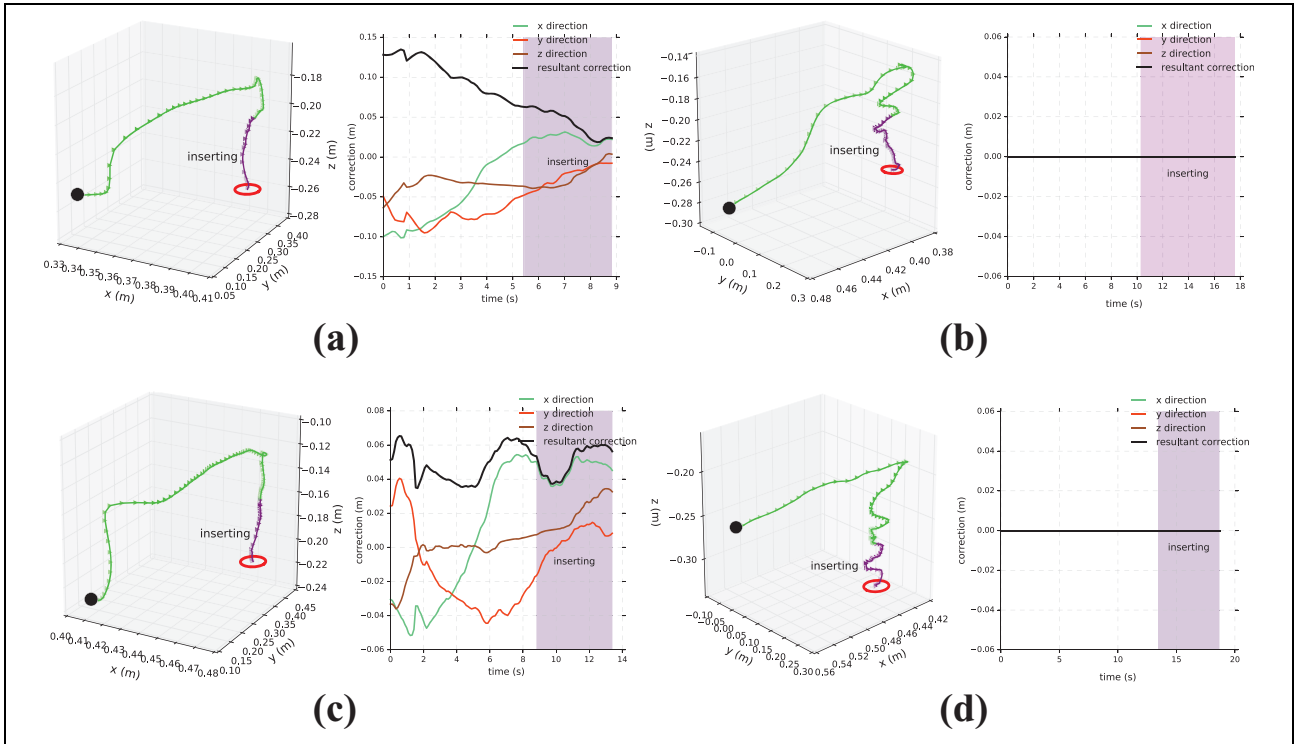 x direction
y direction
z direction
resultant correction
0.15
0.10
0.05
0.00
−0.05
−0.10
−0.15
correction (m)
inserting
0 1 2 3 4 5 6 7 8 9
time (s)
−0.18
−0.20
−0.22
−0.24
−0.26
−0.28
z (m)
inserting
0.33 0.34 0.35 0.36 0.37 0.38 0.39 0.40 0.41
x (m)
0.05 0.10 0.15 0.20 0.25 0.30 0.35 0.40
y (m)
(a)
−0.14
−0.16
−0.18
−0.20
−0.22
−0.24
−0.26
−0.28
−0.30
z (m)
inserting
−0.1 0.0 0.1 0.2 0.3
y (m)
0.48 0.46 0.44 0.42 0.40 0.38
x (m)
x direction
y direction
z direction
resultant correction
0.06
0.04
0.02
0.00
−0.02
−0.04
−0.06
correction (m)
inserting
0 2 4 6 8 10 12 14 16 18
time (s)
(b)
−0.10
−0.12
−0.14
−0.16
−0.18
−0.20
−0.22
−0.24
z (m)
inserting
0.40 0.41 0.42 0.43 0.44 0.45 0.46 0.47 0.48
x (m)
0.10 0.15 0.20 0.25 0.30 0.35 0.40 0.45
y (m)
x direction
y direction
z direction
resultant correction
0.08
0.06
0.04
0.02
0.00
−0.02
−0.04
−0.06
correction (m)
inserting
0 2 4 6 8 10 12 14
time (s)
(c)
−0.20
−0.25
−0.30
z (m)
inserting
−0.10 −0.05 0.00 0.05 0.10 0.15 0.20 0.25 0.30
y (m)
0.56 0.54 0.52 0.50 0.48 0.46 0.44 0.42
x (m)
x direction
y direction
z direction
resultant correction
0.06
0.04
0.02
0.00
−0.02
−0.04
−0.06
correction (m)
inserting
0 5 10 15 20
time (s)
(d)